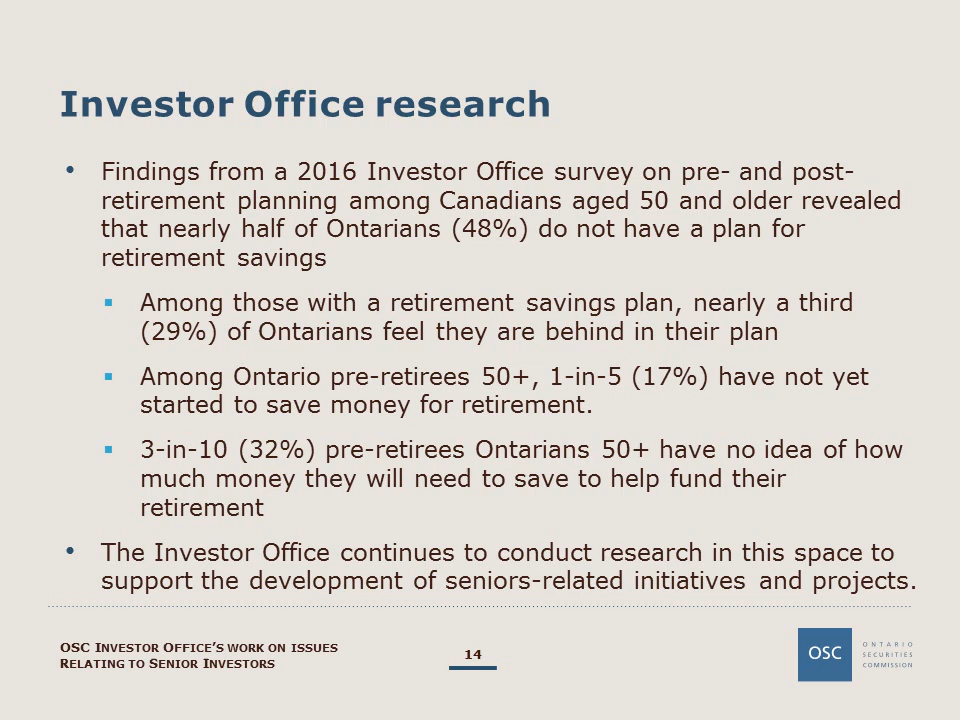 Investor Office research
• Findings from a 2016 Investor Office survey on pre- and post-
retirement planning among Canadians aged 50 and older revealed
that nearly half of Ontarians (48%) do not have a plan for
retirement savings
▪ Among those with a retirement savings plan, nearly a third
(29%) of Ontarians feel they are behind in their plan
▪ Among Ontario pre-retirees 50+, 1-in-5 (17%) have not yet
started to save money for retirement.
▪ 3-in-10 (32%) pre-retirees Ontarians 50+ have no idea of how
much money they will need to save to help fund their
retirement
• The Investor Office continues to conduct research in this space to
support the development of seniors-related initiatives and projects.
OSC INVESTOR OFFICE'S WORK ON ISSUES
RELATING TO SENIOR INVESTORS
14
OSC
ONTARIO
SECURITIES
COMMISSION